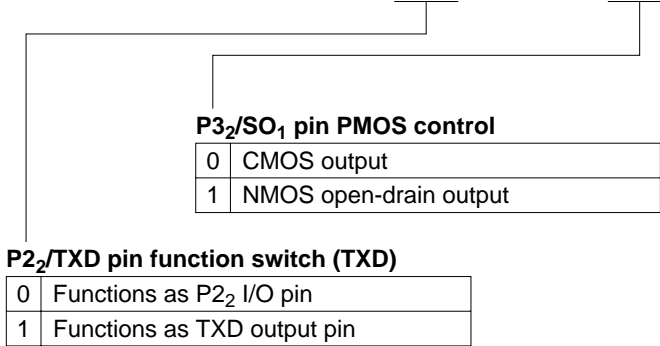 P3₂/SO₁ pin PMOS control
0 CMOS output
1 NMOS open-drain output
P2₂/TXD pin function switch (TXD)
0 Functions as P2₂ I/O pin
1 Functions as TXD output pin